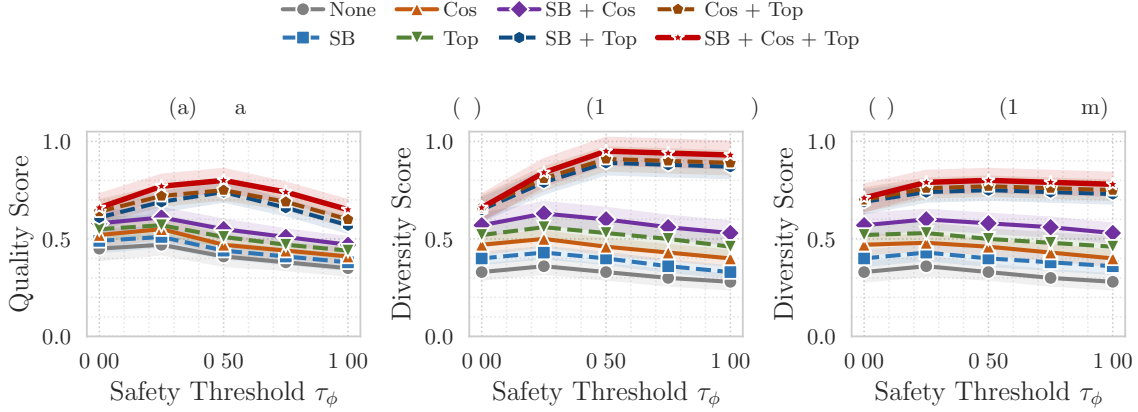 None Cos SB + Cos Cos + Top
SB Top SB + Top SB + Cos + Top
(a) a
( ) (1 )
( ) (1 m)
Quality Score
1.0
0.5
0.0
0 00 0 50 1 00
Safety Threshold τϕ
Diversity Score
1.0
0.5
0.0
0 00 0 50 1 00
Safety Threshold τϕ
Diversity Score
1.0
0.5
0.0
0 00 0 50 1 00
Safety Threshold τϕ